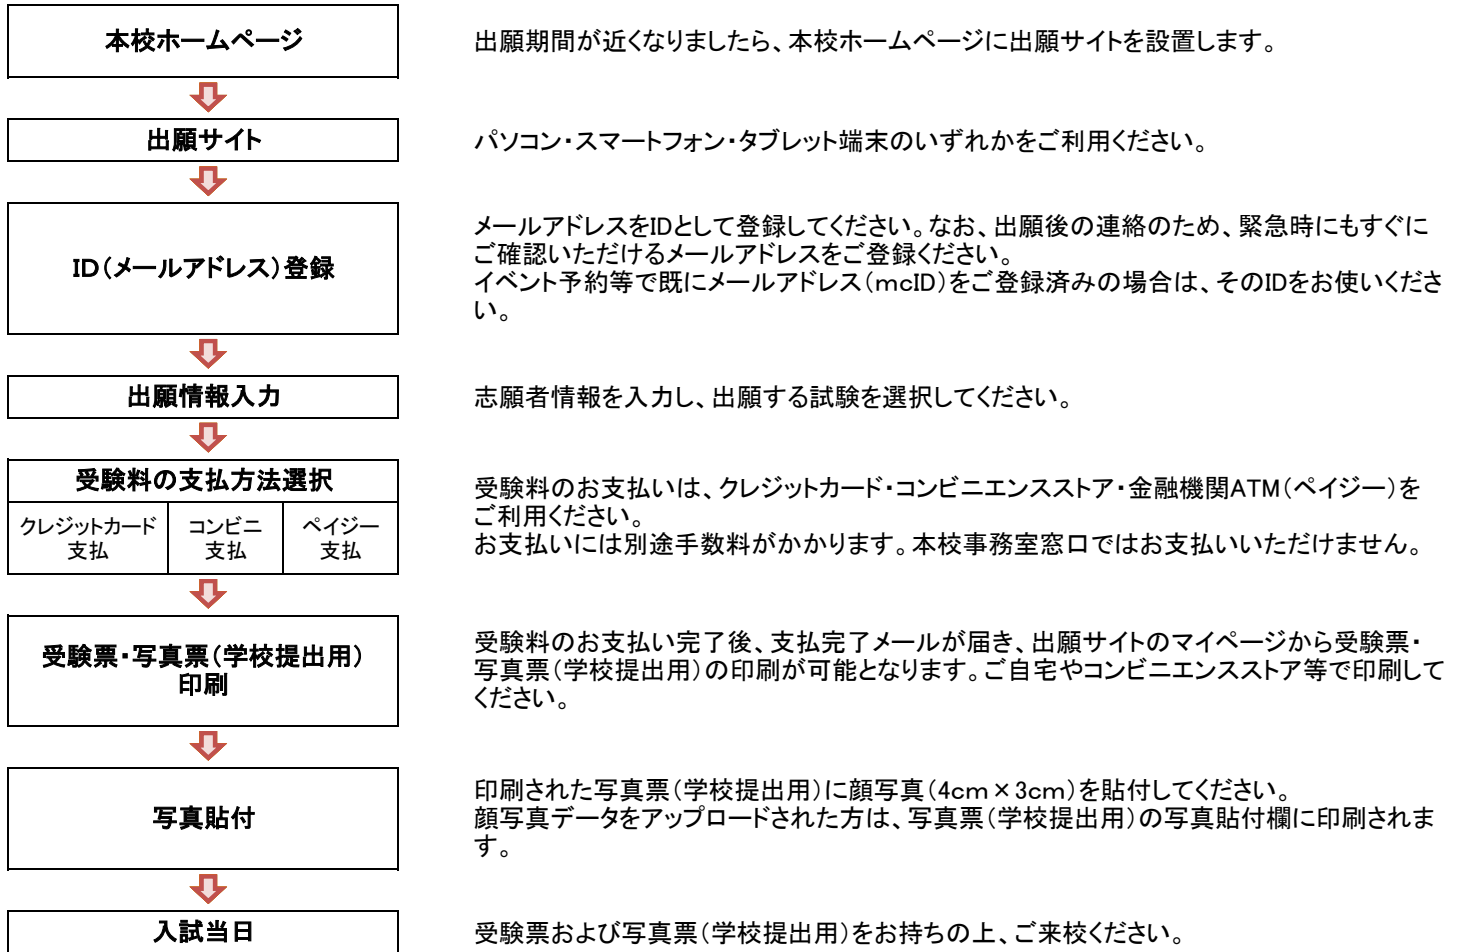 本校ホームページ
出願期間が近くなりましたら、本校ホームページに出願サイトを設置します。
出願サイト
パソコン・スマートフォン・タブレット端末のいずれかをご利用ください。
ID（メールアドレス）登録
メールアドレスをIDとして登録してください。なお、出願後の連絡のため、緊急時にもすぐに
ご確認いただけるメールアドレスをご登録ください。
イベント予約等で既にメールアドレス（mcID）をご登録済みの場合は、そのIDをお使いくださ
い。
出願情報入力
志願者情報を入力し、出願する試験を選択してください。
受験料の支払方法選択
クレジットカード
支払
コンビニ
支払
ペイジー
支払
受験料のお支払いは、クレジットカード・コンビニエンスストア・金融機関ATM（ペイジー）を
ご利用ください。
お支払いには別途手数料がかかります。本校事務室窓口ではお支払いいただけません。
受験票・写真票（学校提出用）
印刷
受験料のお支払い完了後、支払完了メールが届き、出願サイトのマイページから受験票・
写真票（学校提出用）の印刷が可能となります。ご自宅やコンビニエンスストア等で印刷して
ください。
写真貼付
印刷された写真票（学校提出用）に顔写真（4cm×3cm）を貼付してください。
顔写真データをアップロードされた方は、写真票（学校提出用）の写真貼付欄に印刷されま
す。
入試当日
受験票および写真票（学校提出用）をお持ちの上、ご来校ください。